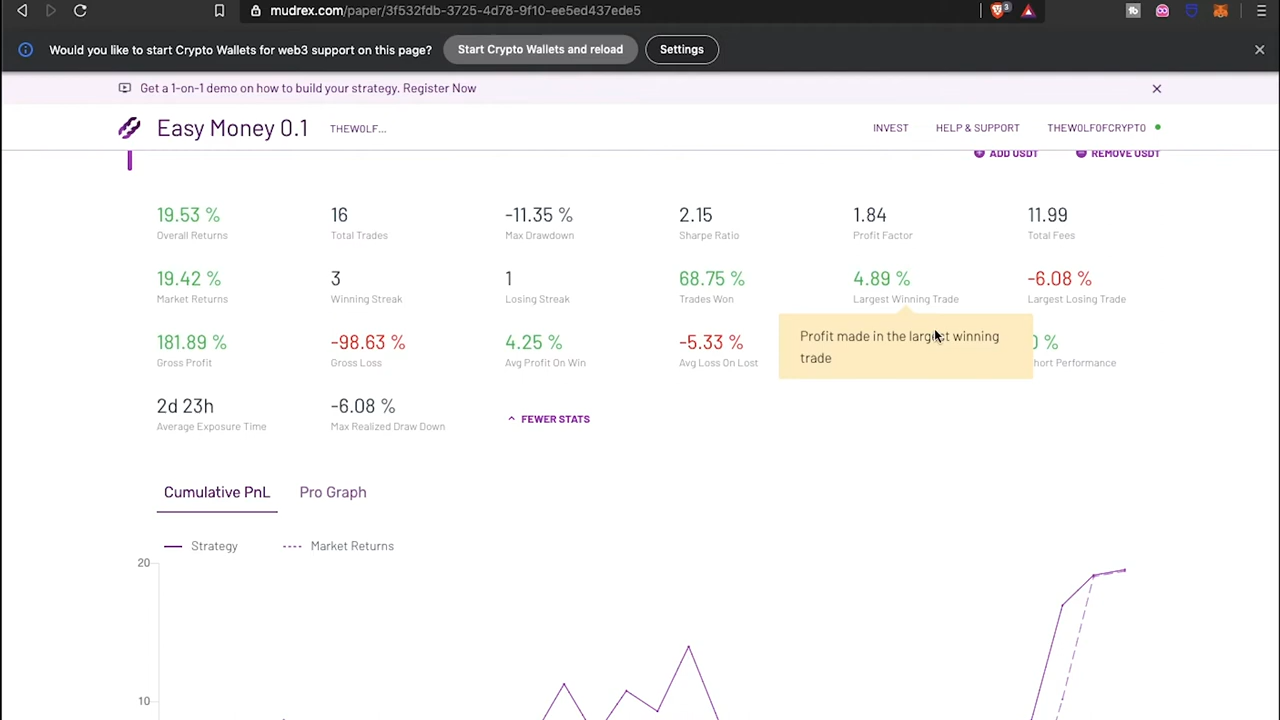 mudrex.com/paper/3f532fdb-3725-4d78-9f10-ee5ed437ede5
3
Would you like to start Crypto Wallets for web3 support on this page? Start Crypto Wallets and reload Settings
Get a 1-on-1 demo on how to build your strategy. Register Now
Easy Money 0.1 THEW0LF... INVEST HELP & SUPPORT THEW0LF0FCRYPT0
ADD USDT REMOVE USDT
19.53 % 16 -11.35 % 2.15 1.84 11.99
Overall Returns Total Trades Max Drawdown Sharpe Ratio Profit Factor Total Fees
19.42 % 3 1 68.75 % 4.89 % -6.08 %
Market Returns Winning Streak Losing Streak Trades Won Largest Winning Trade Largest Losing Trade
Profit made in the largest winning
trade
181.89 % -98.63 % 4.25 % -5.33 % 0 %
Gross Profit Gross Loss Avg Profit On Win Avg Loss On Lost hort Performance
2d 23h -6.08 %
Average Exposure Time Max Realized Draw Down
FEWER STATS
Cumulative PnL Pro Graph
Strategy Market Returns
20
10